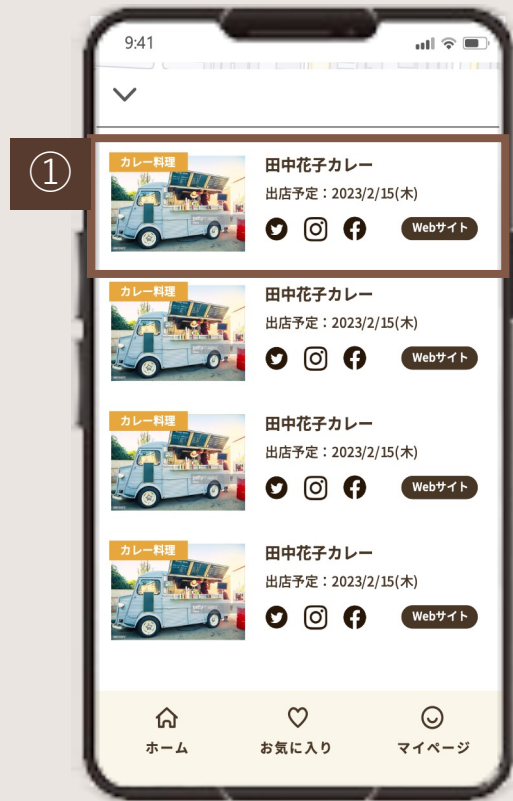 9:41
①
カレー料理
田中花子カレー
出店予定：2023/2/15(木)
Webサイト
カレー料理
田中花子カレー
出店予定：2023/2/15(木)
Webサイト
カレー料理
田中花子カレー
出店予定：2023/2/15(木)
Webサイト
カレー料理
田中花子カレー
出店予定：2023/2/15(木)
Webサイト
ホーム
お気に入り
マイページ